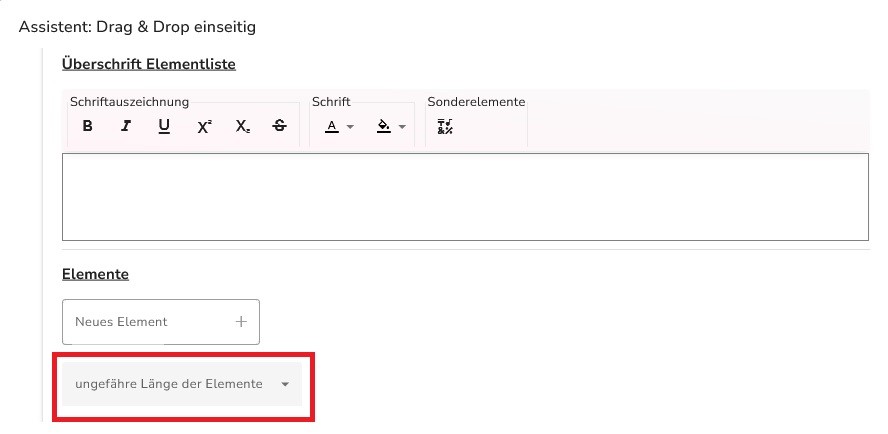 Assistent: Drag & Drop einseitig
Überschrift Elementliste
Schriftauszeichnung Schrift Sonderelemente
B I U X² X₂ S A
Elemente
Neues Element +
ungefähre Länge der Elemente